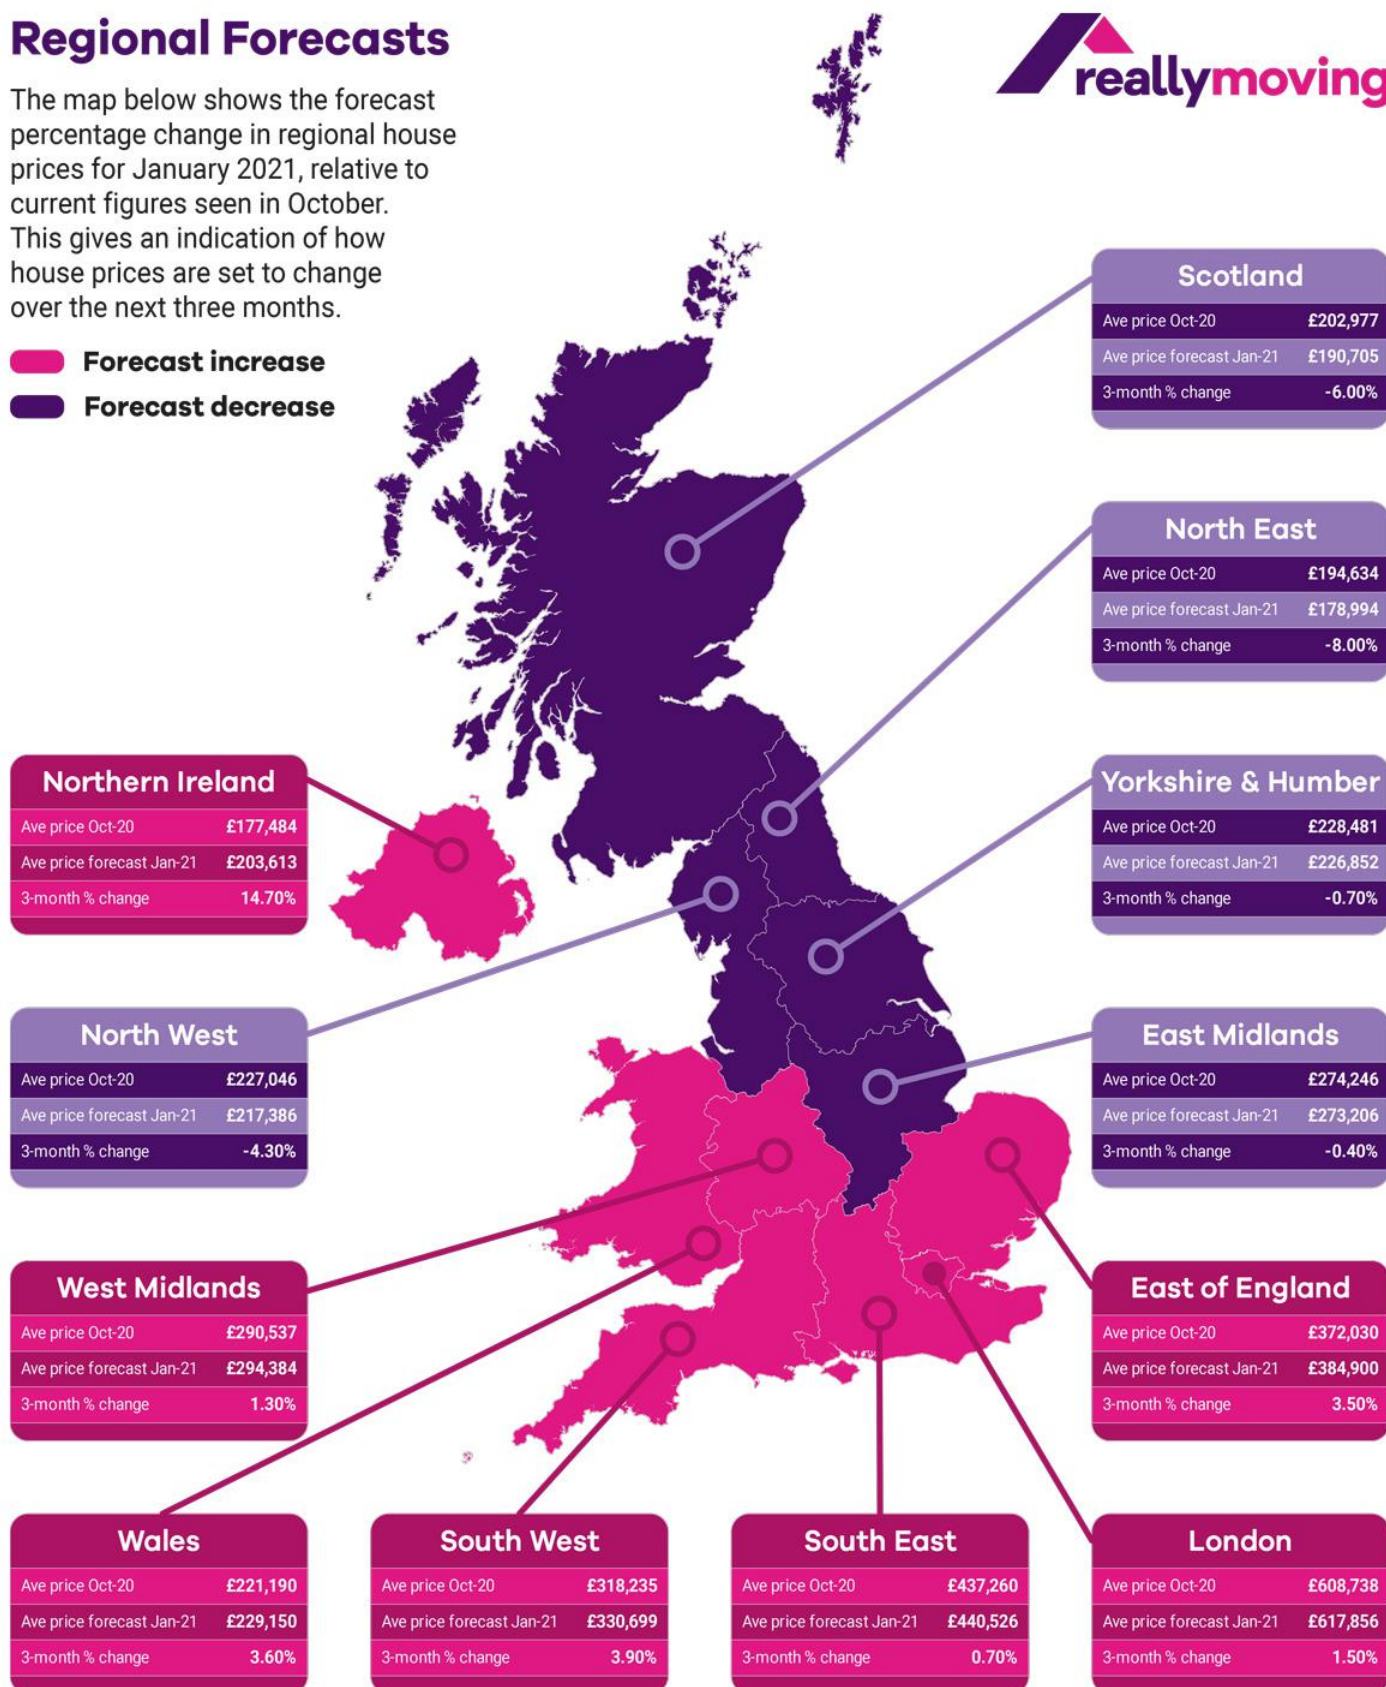 Regional Forecasts
reallymoving
The map below shows the forecast
percentage change in regional house
prices for January 2021, relative to
current figures seen in October.
This gives an indication of how
house prices are set to change
over the next three months.
Forecast increase
Forecast decrease
Scotland
Ave price Oct-20 £202,977
Ave price forecast Jan-21 £190,705
3-month % change -6.00%
North East
Ave price Oct-20 £194,634
Ave price forecast Jan-21 £178,994
3-month % change -8.00%
Northern Ireland
Ave price Oct-20 £177,484
Ave price forecast Jan-21 £203,613
3-month % change 14.70%
Yorkshire & Humber
Ave price Oct-20 £228,481
Ave price forecast Jan-21 £226,852
3-month % change -0.70%
North West
Ave price Oct-20 £227,046
Ave price forecast Jan-21 £217,386
3-month % change -4.30%
East Midlands
Ave price Oct-20 £274,246
Ave price forecast Jan-21 £273,206
3-month % change -0.40%
West Midlands
Ave price Oct-20 £290,537
Ave price forecast Jan-21 £294,384
3-month % change 1.30%
East of England
Ave price Oct-20 £372,030
Ave price forecast Jan-21 £384,900
3-month % change 3.50%
Wales
Ave price Oct-20 £221,190
Ave price forecast Jan-21 £229,150
3-month % change 3.60%
South West
Ave price Oct-20 £318,235
Ave price forecast Jan-21 £330,699
3-month % change 3.90%
South East
Ave price Oct-20 £437,260
Ave price forecast Jan-21 £440,526
3-month % change 0.70%
London
Ave price Oct-20 £608,738
Ave price forecast Jan-21 £617,856
3-month % change 1.50%